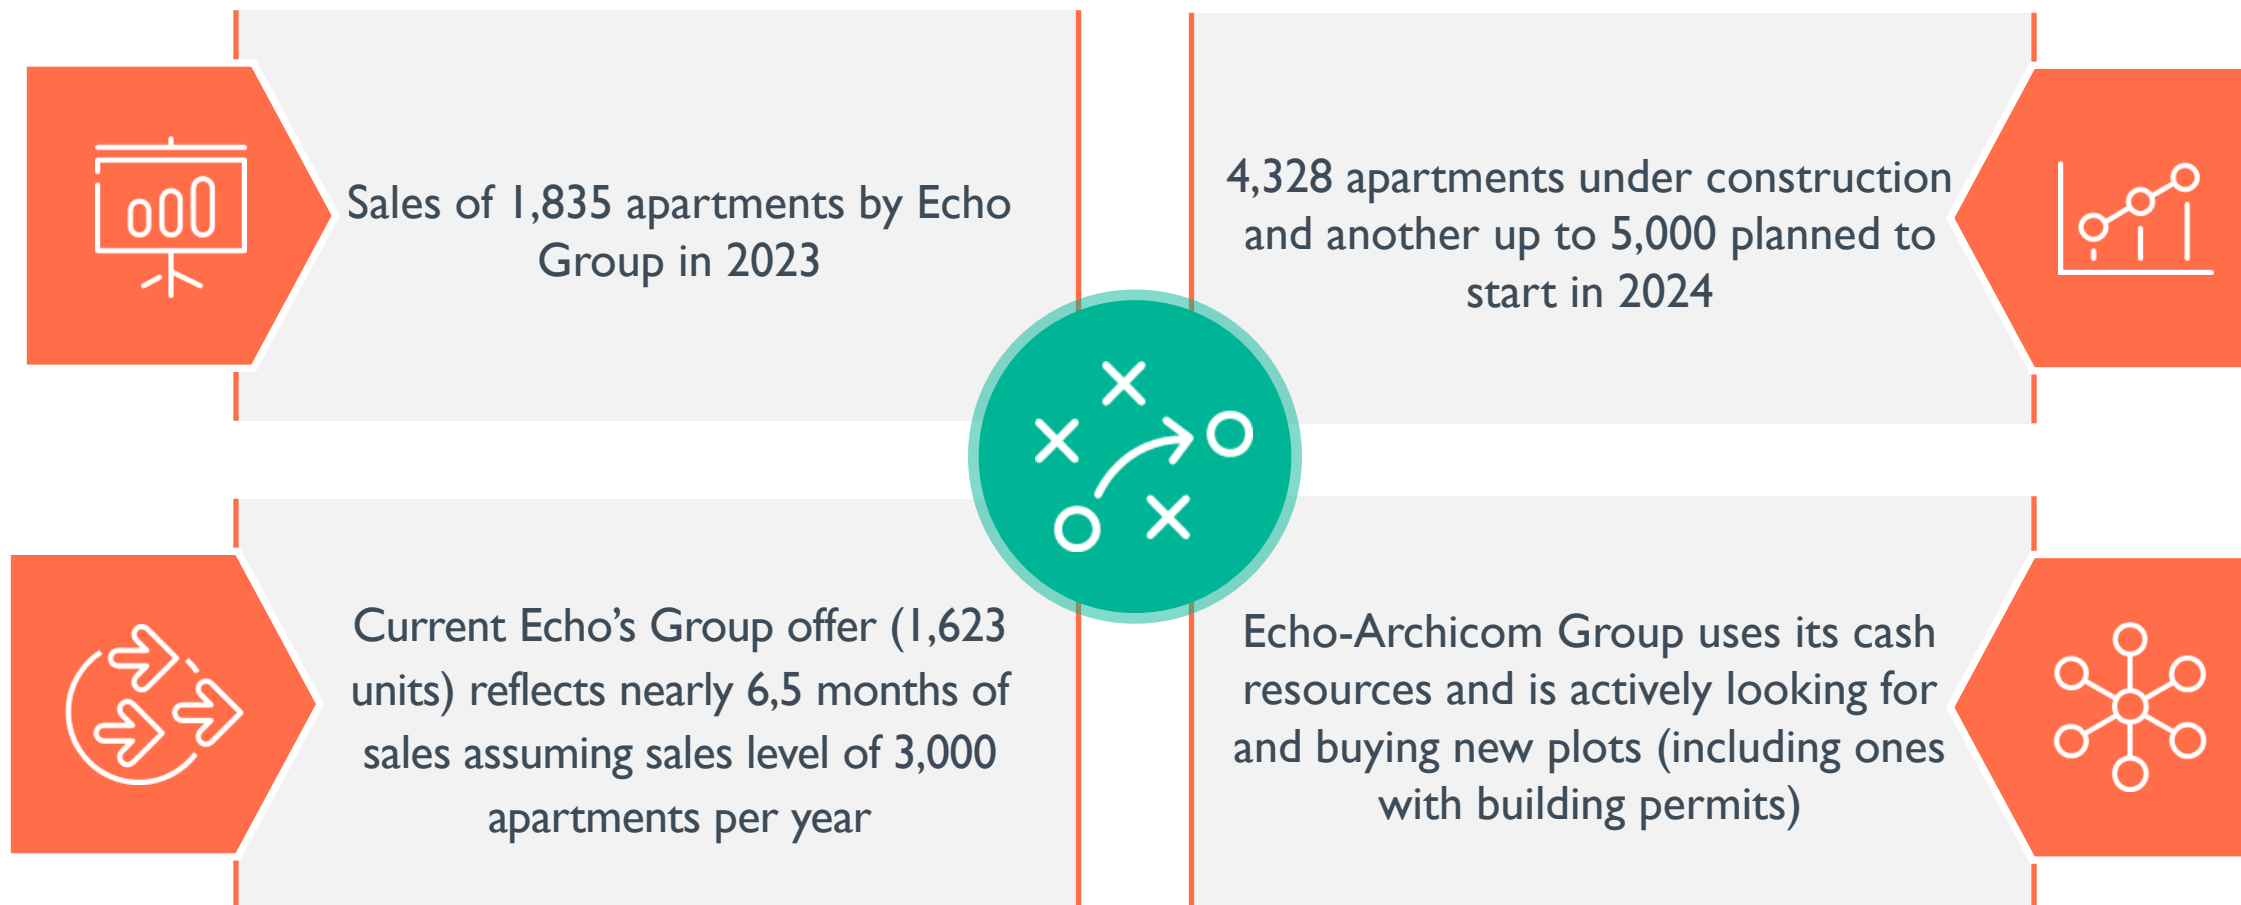 Sales of 1,835 apartments by Echo
Group in 2023
4,328 apartments under construction
and another up to 5,000 planned to
start in 2024
Current Echo’s Group offer (1,623
units) reflects nearly 6,5 months of
sales assuming sales level of 3,000
apartments per year
Echo-Archicom Group uses its cash
resources and is actively looking for
and buying new plots (including ones
with building permits)